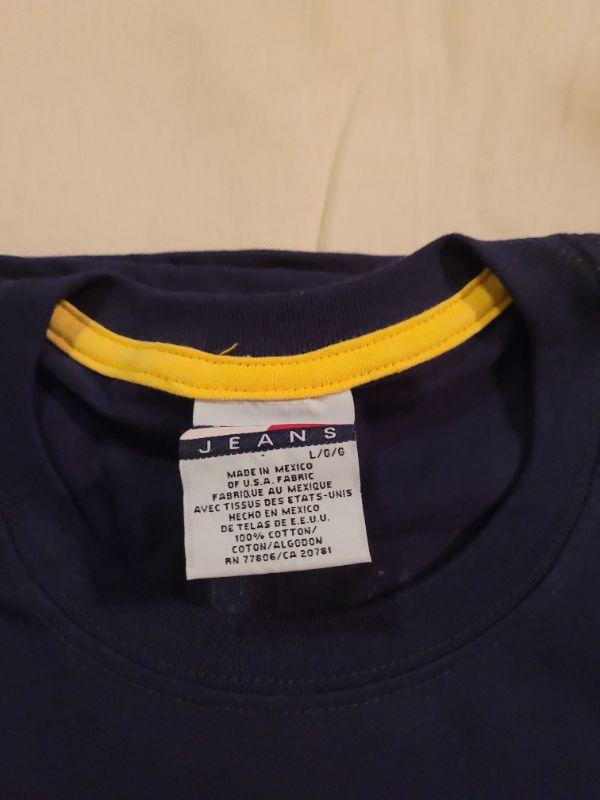 JEANS
L/G/G
MADE IN MEXICO
OF U.S.A. FABRIC
FABRIQUE AU MEXIQUE
AVEC TISSUS DES ETATS-UNIS
HECHO EN MEXICO
DE TELAS DE E.E.U.U.
100% COTTON/
COTON/ALGODON
RN 77806/CA 20781